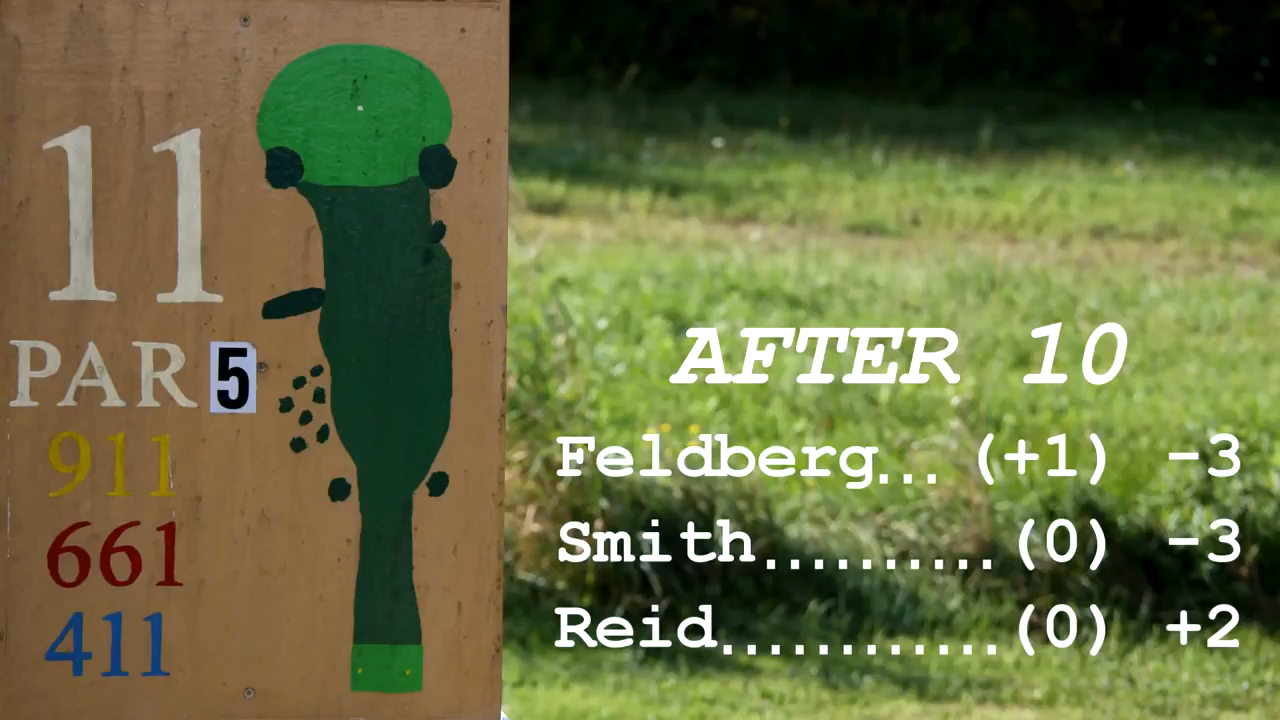 11
PAR 5
911
661
411
AFTER 10
Feldberg... (+1) -3
Smith..........(0) -3
Reid............(0) +2